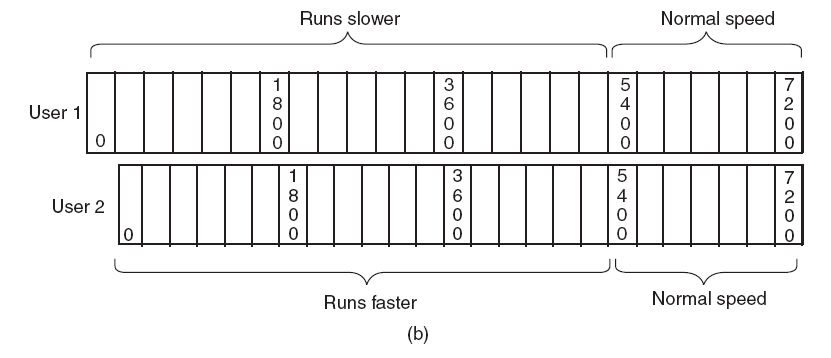 Runs slower
Normal speed
User 1
0
1800
3600
5400
7200
User 2
0
1800
3600
5400
7200
Runs faster
Normal speed
(b)